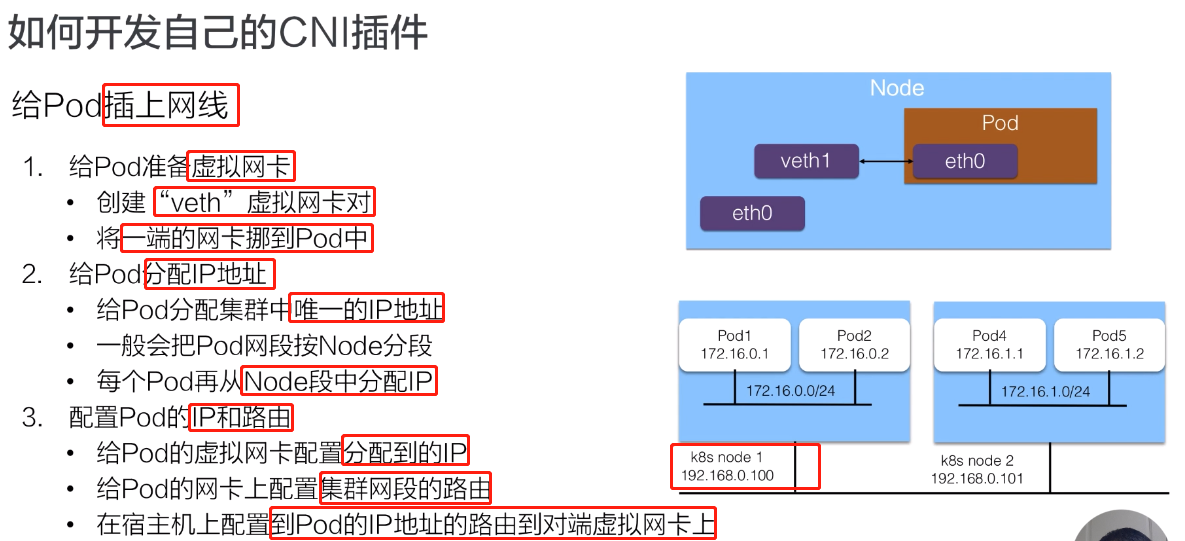 如何开发自己的CNI插件
给Pod插上网线
1. 给Pod准备虚拟网卡
• 创建 “veth” 虚拟网卡对
• 将一端的网卡挪到Pod中
2. 给Pod分配IP地址
• 给Pod分配集群中唯一的IP地址
• 一般会把Pod网段按Node分段
• 每个Pod再从Node段中分配IP
3. 配置Pod的IP和路由
• 给Pod的虚拟网卡配置分配到的IP
• 给Pod的网卡上配置集群网段的路由
• 在宿主机上配置到Pod的IP地址的路由到对端虚拟网卡上
Node
Pod
veth1
eth0
eth0
Pod1
172.16.0.1
Pod2
172.16.0.2
172.16.0.0/24
Pod4
172.16.1.1
Pod5
172.16.1.2
172.16.1.0/24
k8s node 1
192.168.0.100
k8s node 2
192.168.0.101